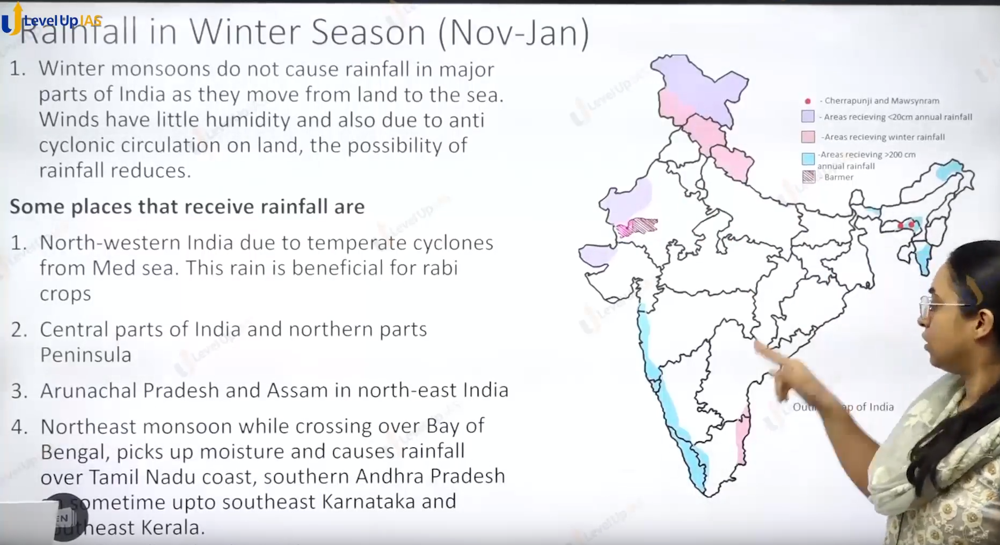 Level Up IAS
Rainfall in Winter Season (Nov-Jan)
1. Winter monsoons do not cause rainfall in major
parts of India as they move from land to the sea.
Winds have little humidity and also due to anti
cyclonic circulation on land, the possibility of
rainfall reduces.
Some places that receive rainfall are
1. North-western India due to temperate cyclones
from Med sea. This rain is beneficial for rabi
crops
2. Central parts of India and northern parts
Peninsula
3. Arunachal Pradesh and Assam in north-east India
4. Northeast monsoon while crossing over Bay of
Bengal, picks up moisture and causes rainfall
over Tamil Nadu coast, southern Andhra Pradesh
sometime upto southeast Karnataka and
Kerala.
EN
- Cherrapunji and Mawsynram
- Areas recieving <20cm annual rainfall
-Areas recieving winter rainfall
-Areas recieving >200 cm
annual rainfall
- Barmer
of India